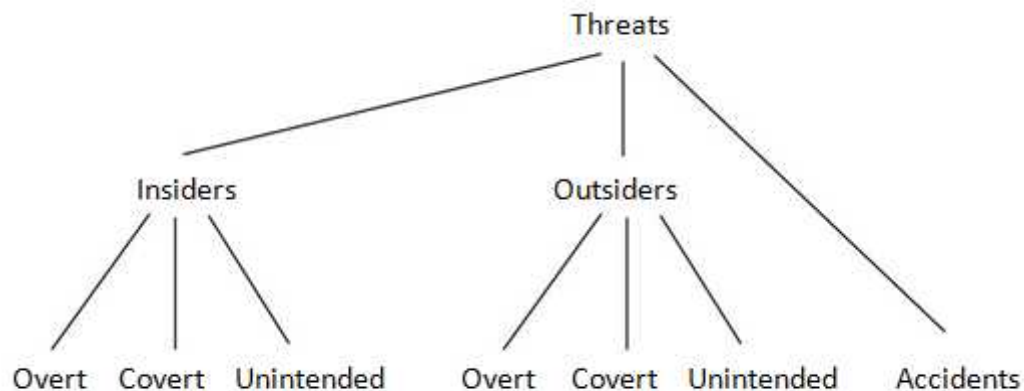 Threats
Insiders Outsiders
Overt Covert Unintended Overt Covert Unintended Accidents